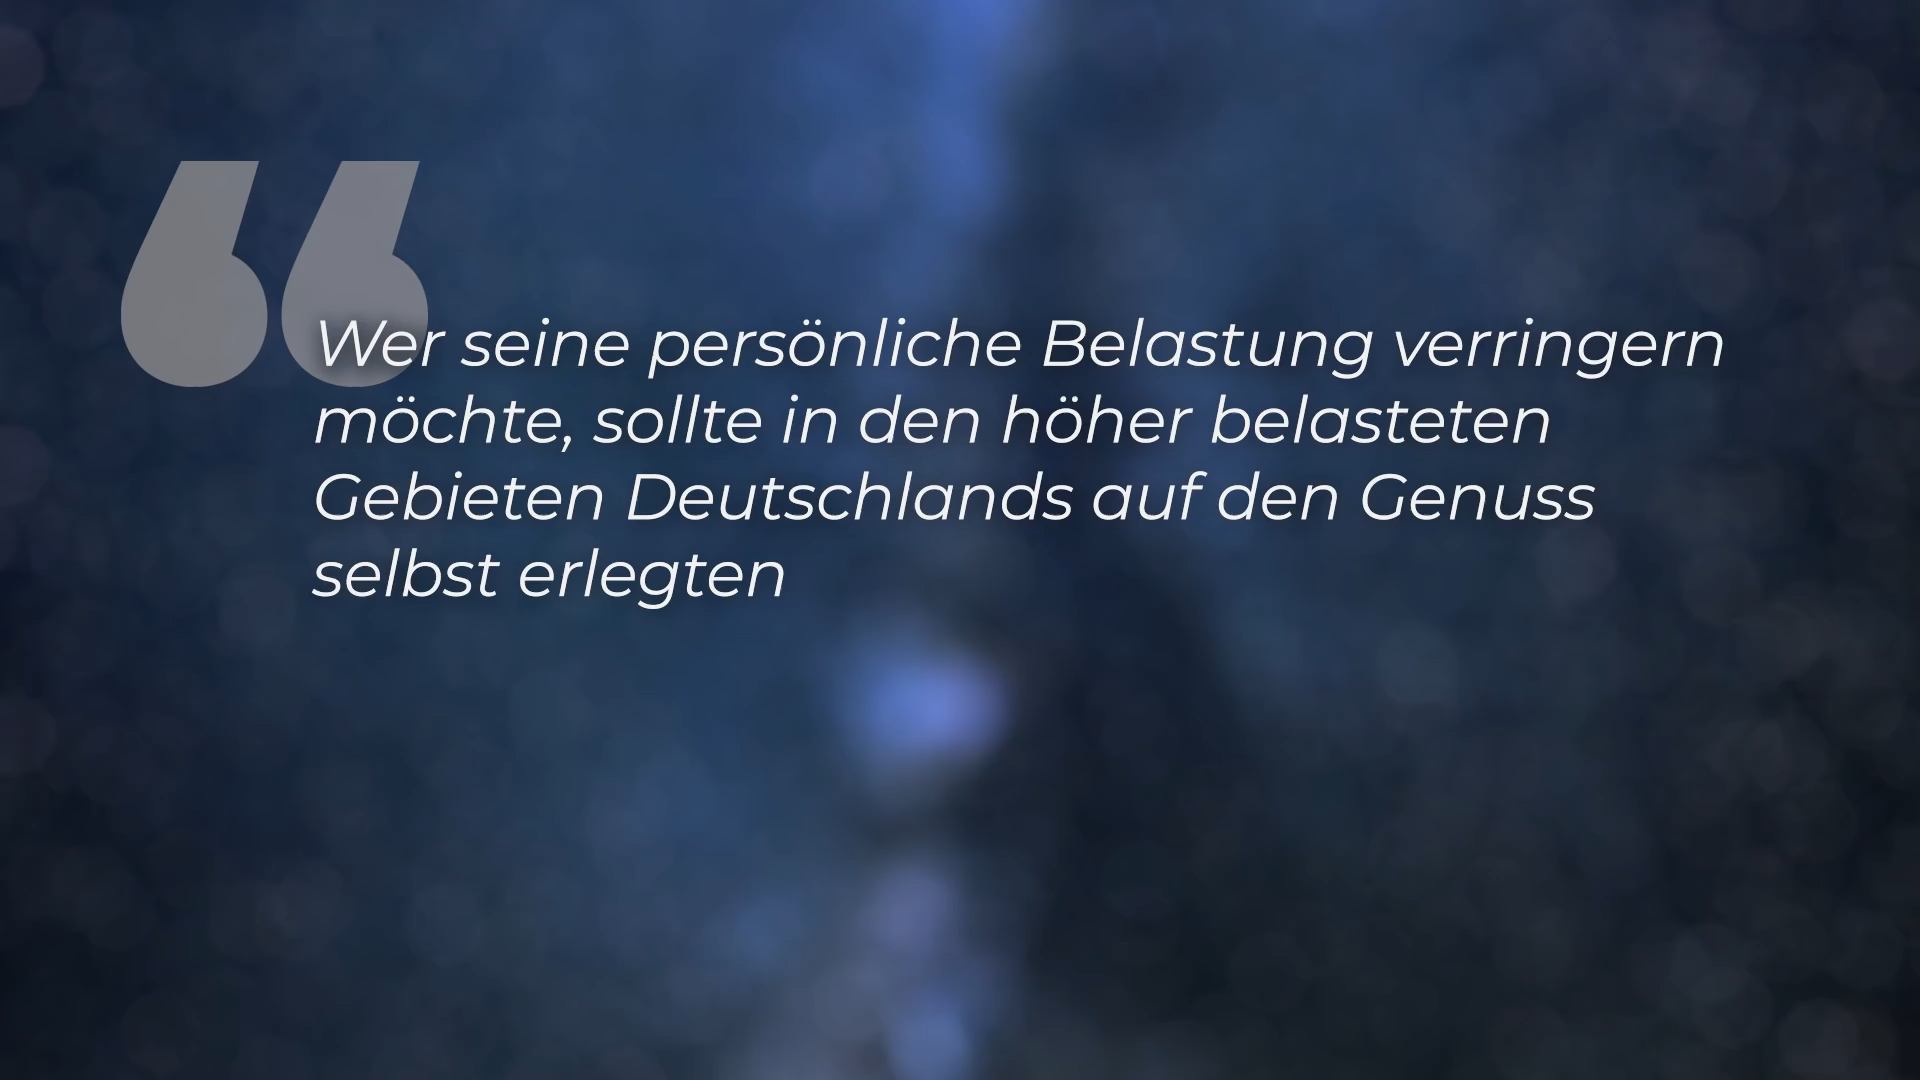 Wer seine persönliche Belastung verringern
möchte, sollte in den höher belasteten
Gebieten Deutschlands auf den Genuss
selbst erlegten